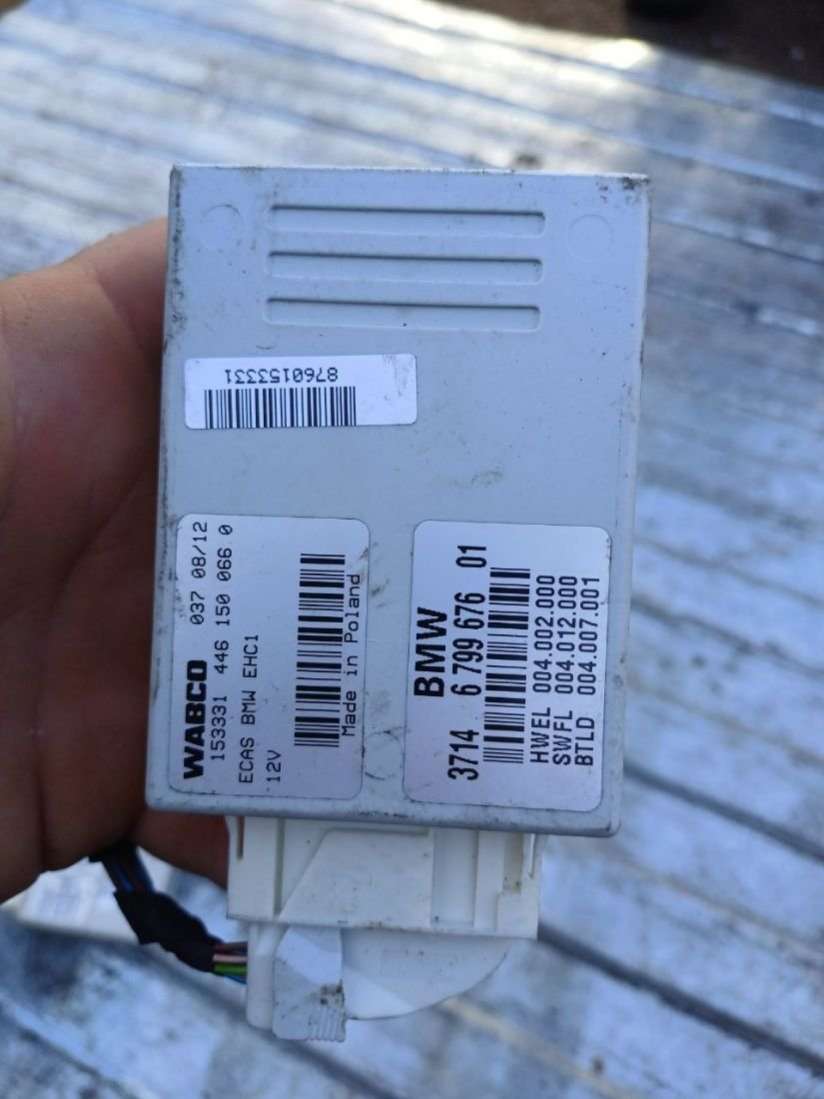 87600153331
WABCO 037 08/12
153331 446 150 066 0
ECAS BMW EHC1
12V
Made in Poland
BMW
3714 6 799 676 01
HWEL 004.002.000
SWFL 004.012.000
BTLD 004.007.001